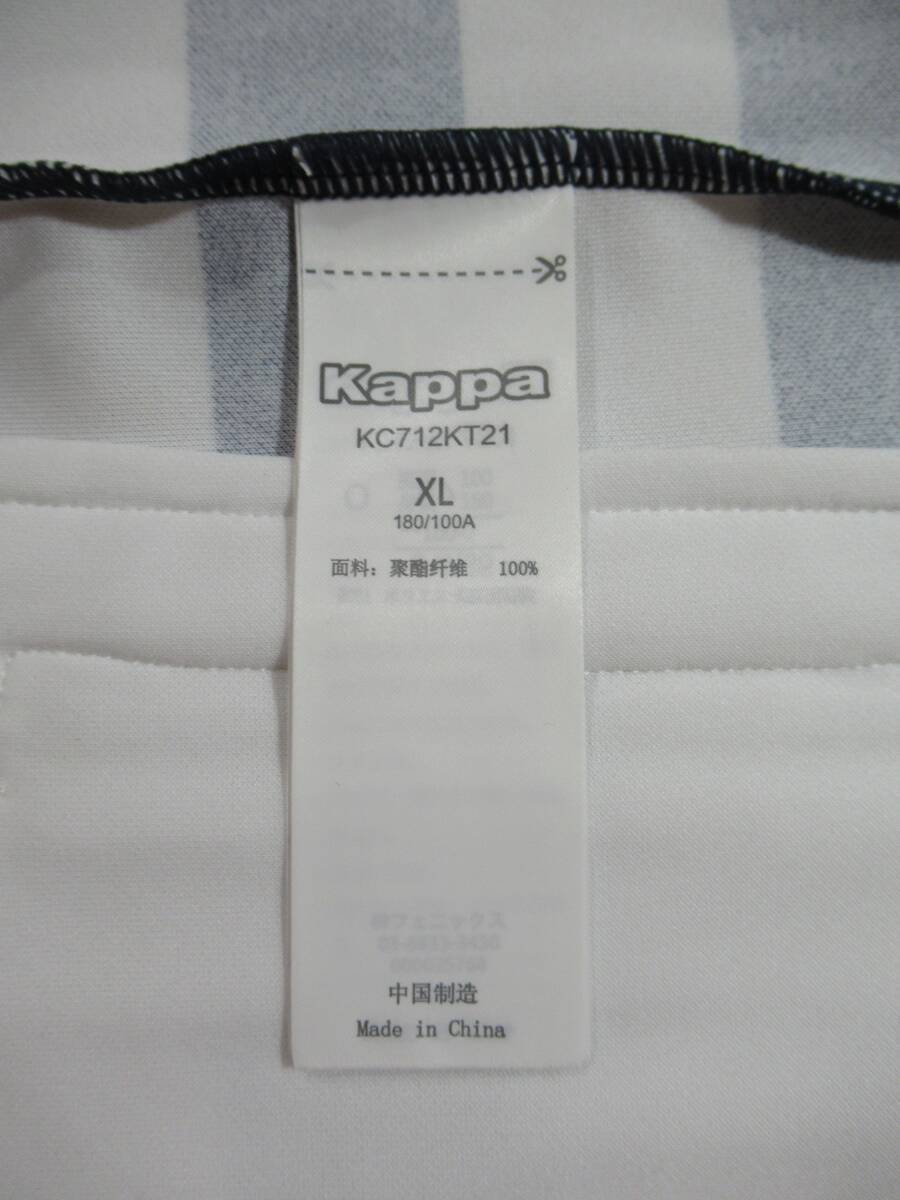 Kappa
KC712KT21
XL
180/100A
面料: 聚酯纤维 100%
中国制造
Made in China